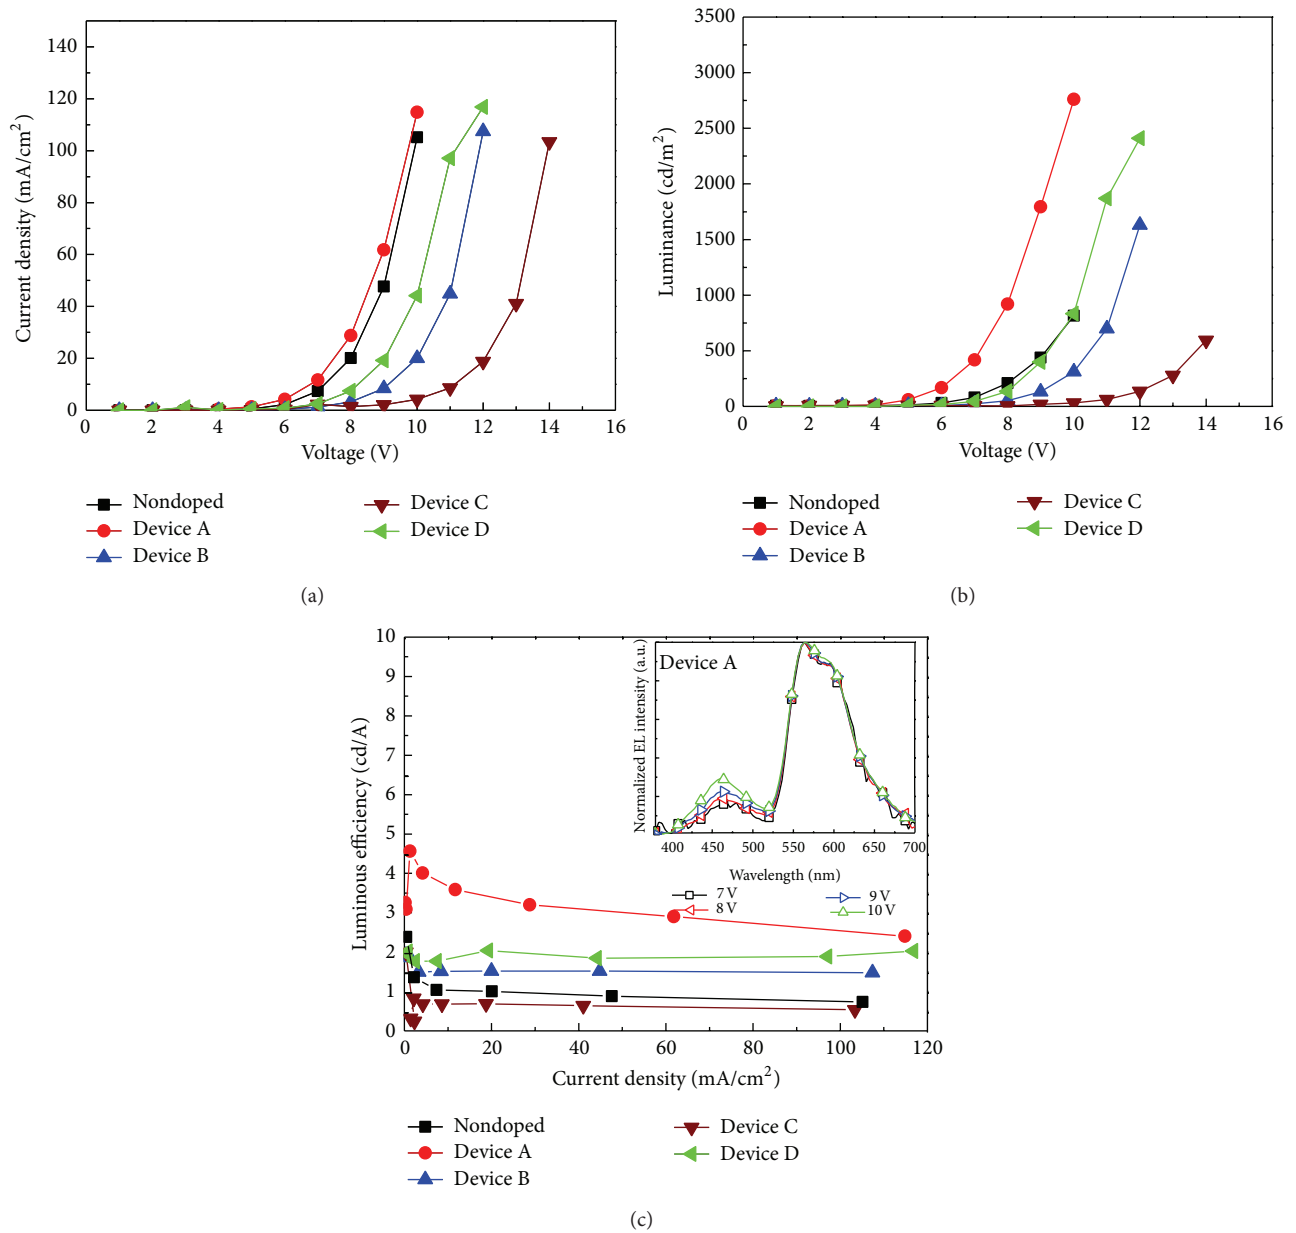 140
120
100
80
60
40
20
0
Current density (mA/cm2)
0 2 4 6 8 10 12 14 16
Voltage (V)
Nondoped
Device A
Device B
Device C
Device D
(a)
3500
3000
2500
2000
1500
1000
500
0
Luminance (cd/m2)
0 2 4 6 8 10 12 14 16
Voltage (V)
Nondoped
Device A
Device B
Device C
Device D
(b)
10
9
8
7
6
5
4
3
2
1
0
Luminous efficiency (cd/A)
0 20 40 60 80 100 120
Current density (mA/cm2)
Device A
Normalized EL intensity (a.u.)
400 450 500 550 600 650 700
Wavelength (nm)
7 V
8 V
9 V
10 V
Nondoped
Device A
Device B
Device C
Device D
(c)